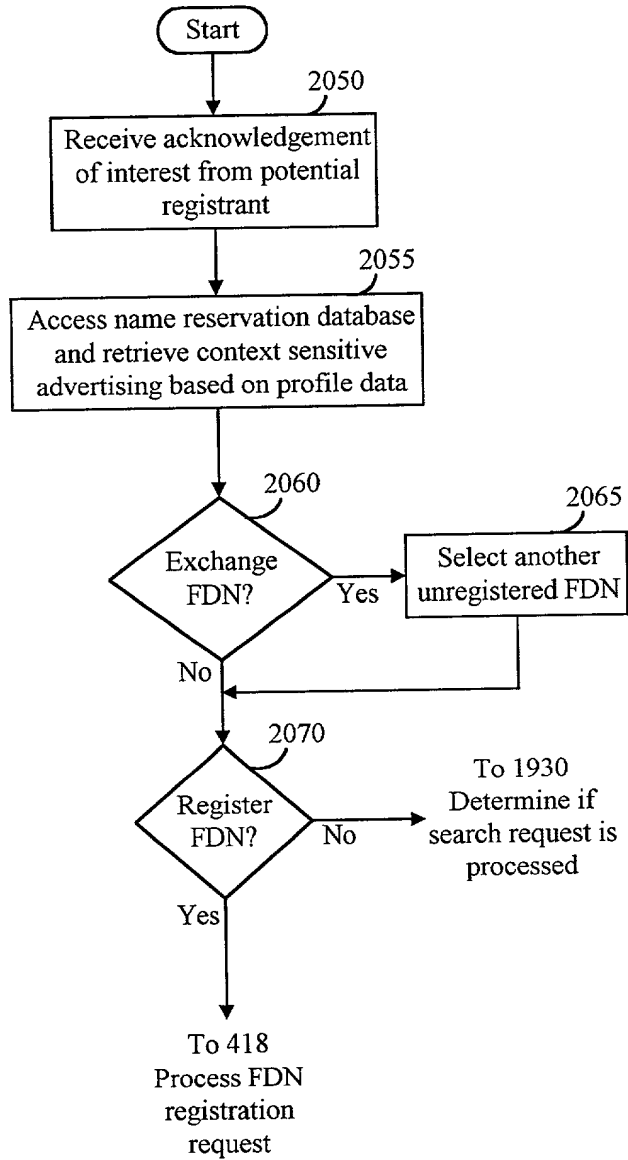 Start
2050
Receive acknowledgement
of interest from potential
registrant
2055
Access name reservation database
and retrieve context sensitive
advertising based on profile data
2060
Exchange
FDN?
Yes
2065
Select another
unregistered FDN
No
2070
Register
FDN?
No
To 1930
Determine if
search request is
processed
Yes
To 418
Process FDN
registration
request